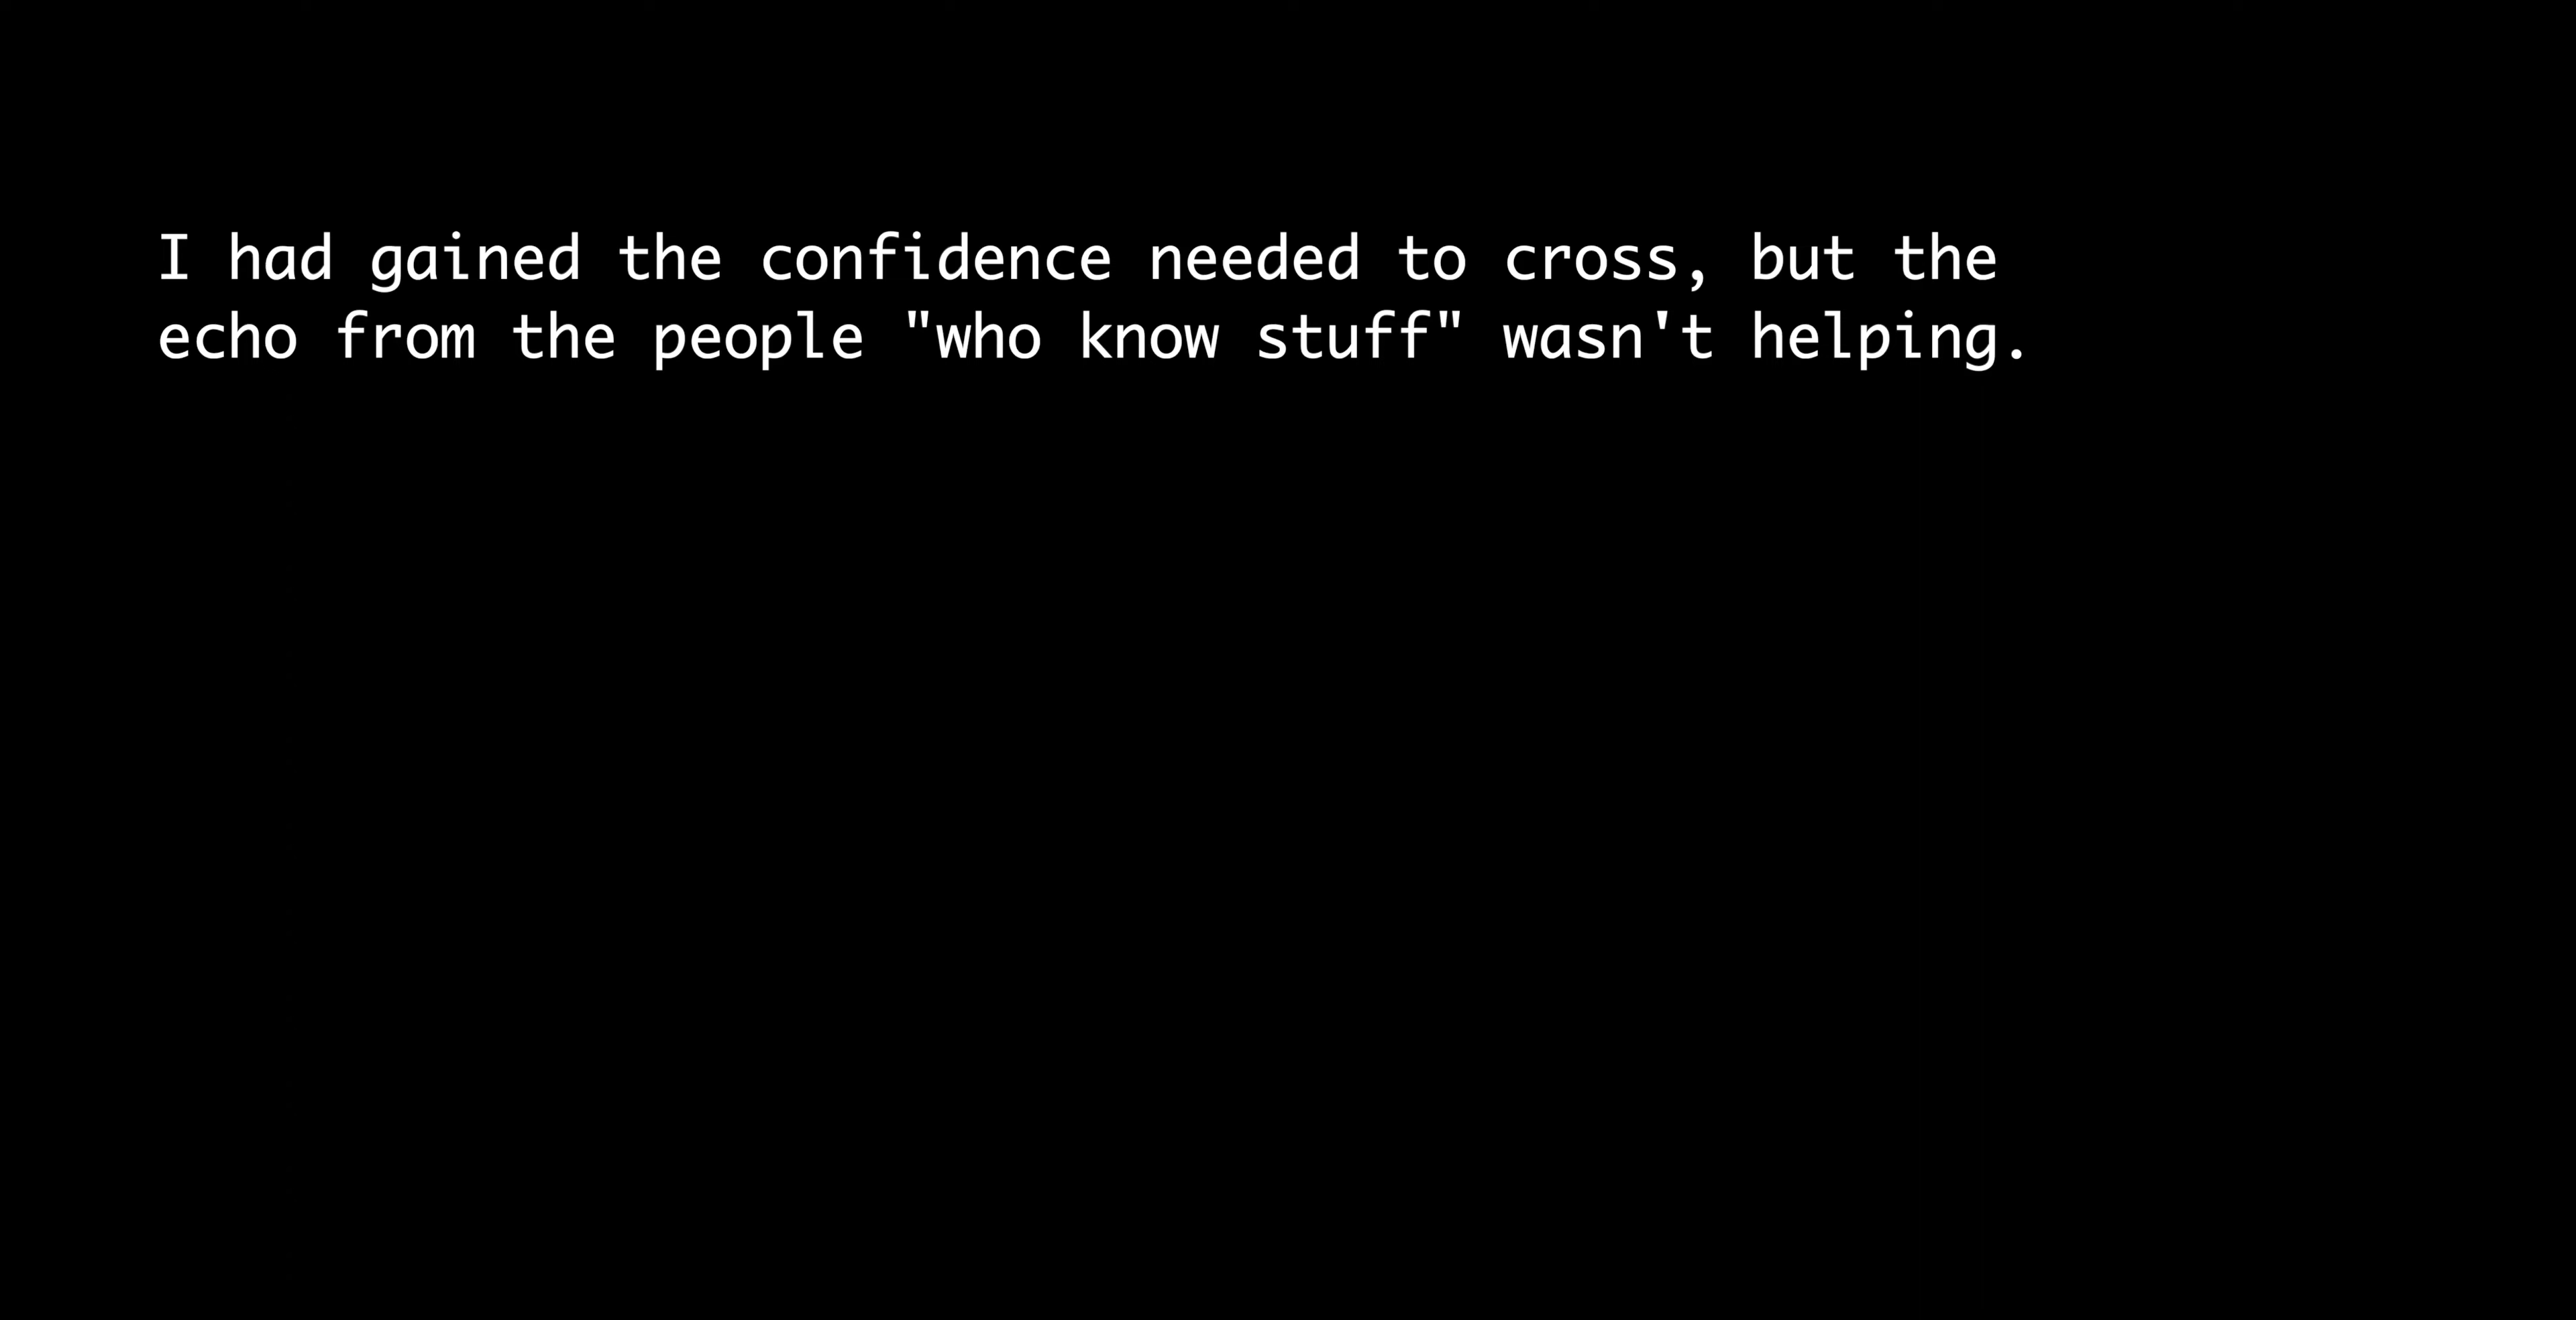 I had gained the confidence needed to cross, but the
echo from the people "who know stuff" wasn't helping.